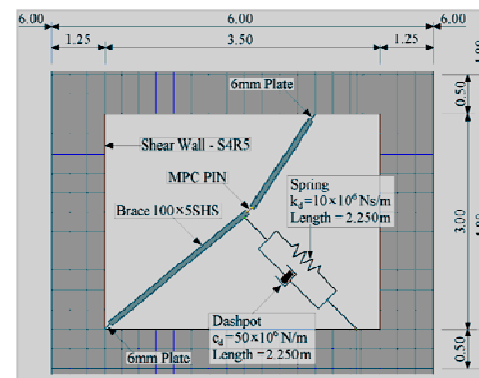 6.00 6.00 6.00
1.25 3.50 1.25
6mm Plate
0.50
Shear Wall - S4R5
MPC PIN
Spring
k_d=10×10⁶ Ns/m
Length = 2.250m
Brace 100×5SHS
3.00
Dashpot
c_d=50×10⁶ N/m
Length = 2.250m
6mm Plate
0.50